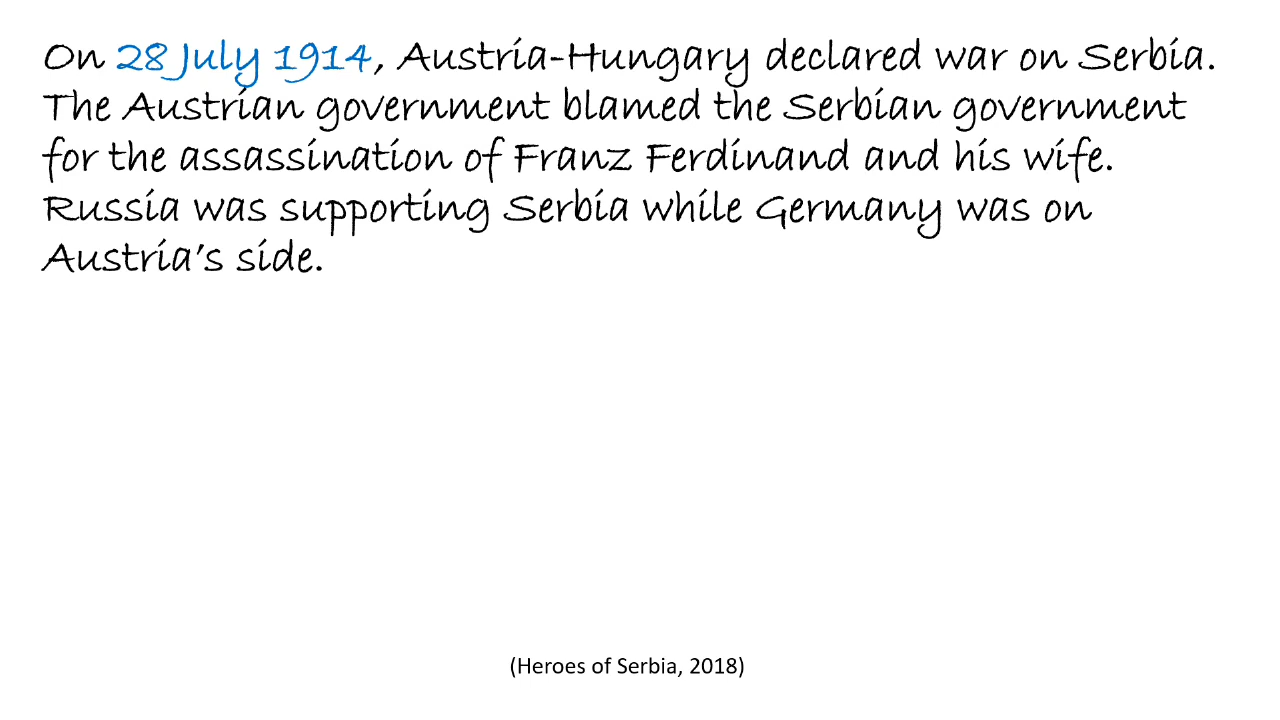 On 28 July 1914, Austria-Hungary declared war on Serbia.
The Austrian government blamed the Serbian government
for the assassination of Franz Ferdinand and his wife.
Russia was supporting Serbia while Germany was on
Austria's side.
(Heroes of Serbia, 2018)